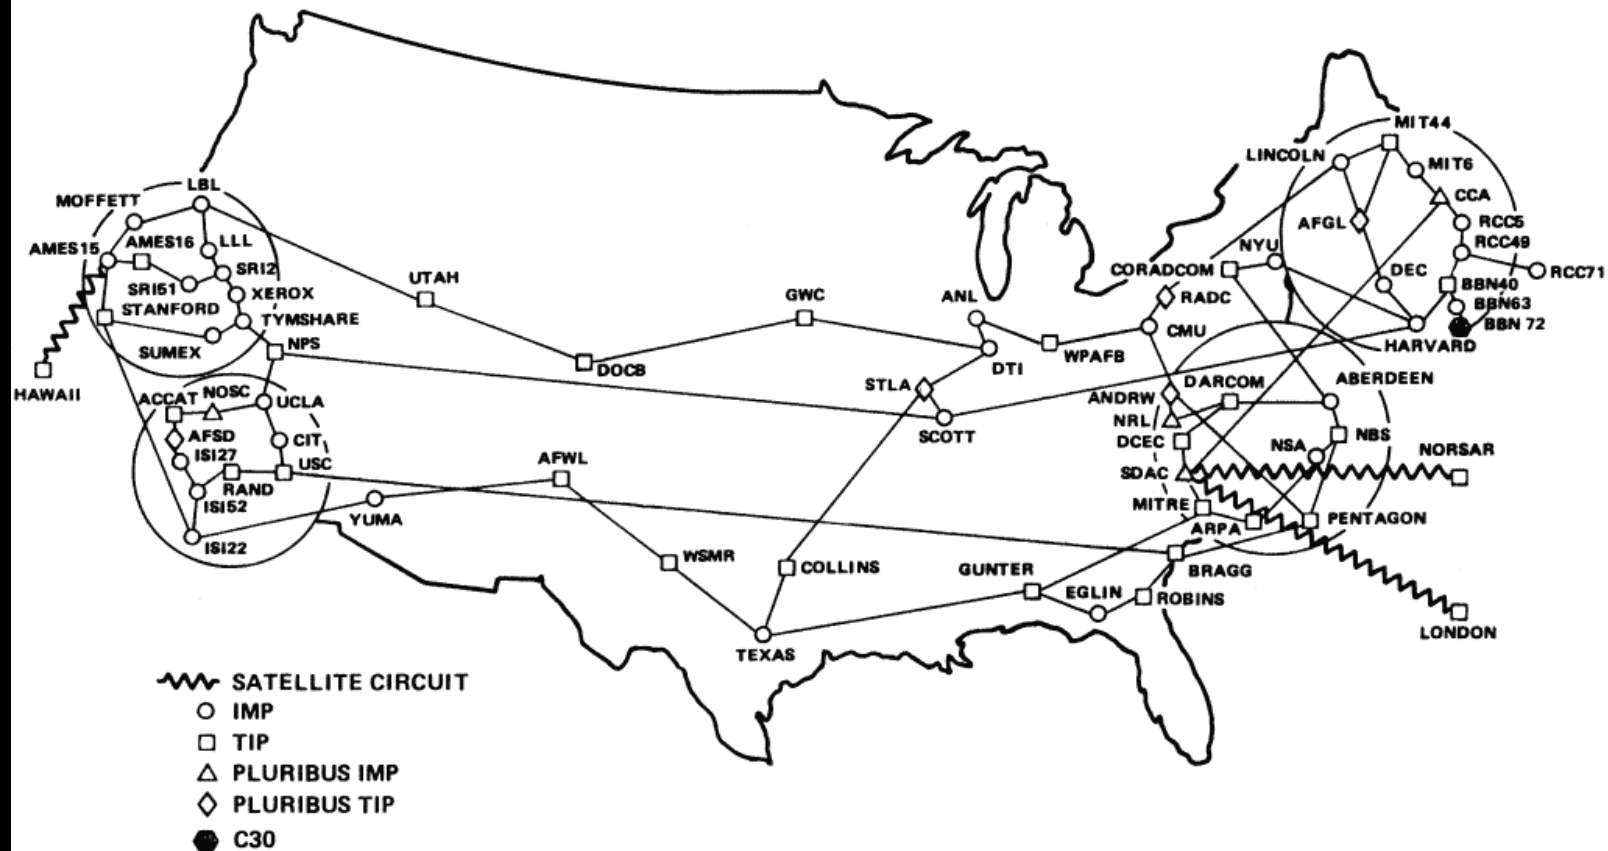 MIT44
LINCOLN
MIT6
MOFFETT
LBL
CCA
AFGL
RCC5
AMES15
AMES16
LLL
NYU
RCC49
SRI2
UTAH
CORADCOM
DEC
RCC71
SRI51
XEROX
GWC
ANL
RADC
BBN40
STANFORD
TYMSHARE
BBN63
BBN 72
SUMEX
NPS
CMU
HARVARD
DOCB
DTI
WPAFB
HAWAII
ACCAT
NOSC
UCLA
STLA
ANDRW
DARCOM
ABERDEEN
NRL
AFSD
CIT
SCOTT
DCEC
NSA
NBS
NORSAR
ISI27
USC
AFWL
SDAC
RAND
ISI52
YUMA
MITRE
ARPA
PENTAGON
ISI22
WSMR
COLLINS
GUNTER
BRAGG
EGLIN
ROBINS
LONDON
TEXAS
SATELLITE CIRCUIT
IMP
TIP
PLURIBUS IMP
PLURIBUS TIP
C30